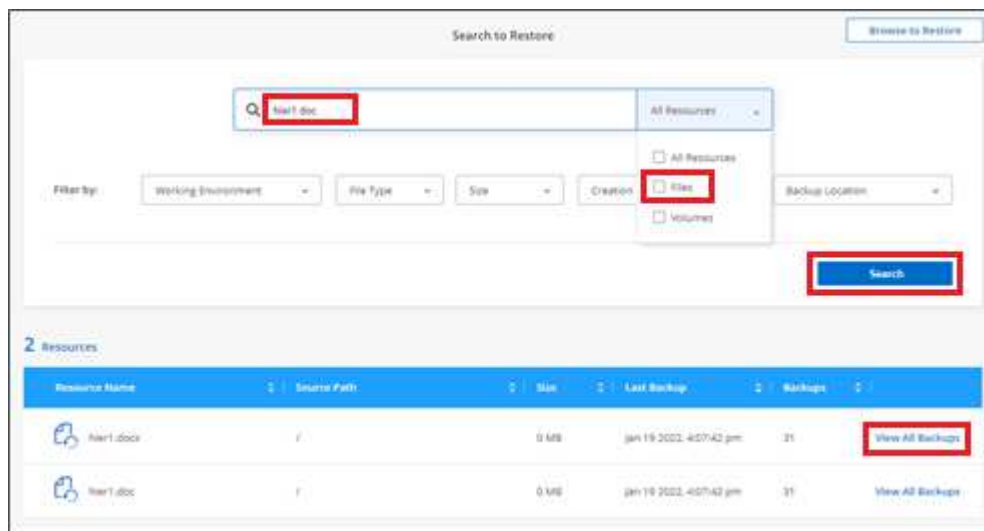 Search to Restore
Browse to Restore
hier1.doc
All Resources
All Resources
Filter by:
Working Environment
File Type
Size
Creation
Files
Backup Location
Volumes
Search
2 Resources
Resource Name
Source Path
Size
Last Backup
Backups
hier1.docx / 0 MB Jan 19 2022, 4:07:42 pm 31 View All Backups
hier1.doc / 0 MB Jan 19 2022, 4:07:42 pm 31 View All Backups